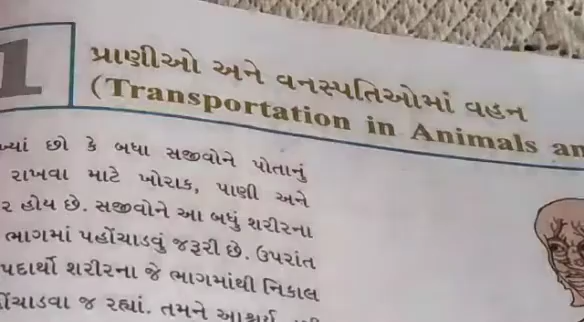 1
પ્રાણીઓ અને વનસ્પતિઓમાં વહન
(Transportation in Animals an
ખ્યાં છો કે બધા સજીવોને પોતાનું
રાખવા માટે ખોરાક, પાણી અને
ર હોય છે. સજીવોને આ બધું શરીરના
ભાગમાં પહોંચાડવું જરૂરી છે. ઉપરાંત
પદાર્થો શરીરના જે ભાગમાંથી નિકાલ
હોંચાડવા જ રહ્યાં. તમને આશ્ચર્ય